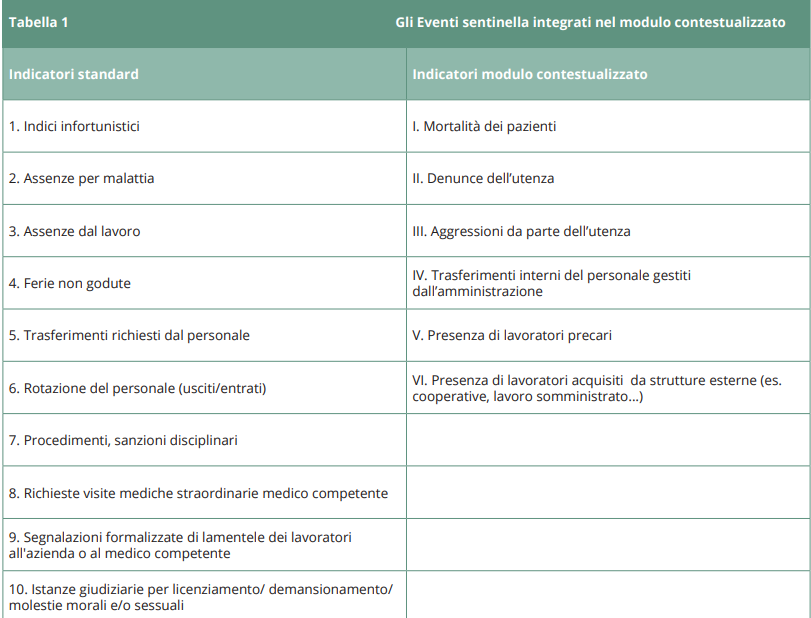 Tabella 1 Gli Eventi sentinella integrati nel modulo contestualizzato
Indicatori standard Indicatori modulo contestualizzato
1. Indici infortunistici I. Mortalità dei pazienti
2. Assenze per malattia II. Denunce dell’utenza
3. Assenze dal lavoro III. Aggressioni da parte dell’utenza
4. Ferie non godute IV. Trasferimenti interni del personale gestiti
dall’amministrazione
5. Trasferimenti richiesti dal personale V. Presenza di lavoratori precari
6. Rotazione del personale (usciti/entrati) VI. Presenza di lavoratori acquisiti da strutture esterne (es.
cooperative, lavoro somministrato...)
7. Procedimenti, sanzioni disciplinari
8. Richieste visite mediche straordinarie medico competente
9. Segnalazioni formalizzate di lamentele dei lavoratori
all'azienda o al medico competente
10. Istanze giudiziarie per licenziamento/ demansionamento/
molestie morali e/o sessuali